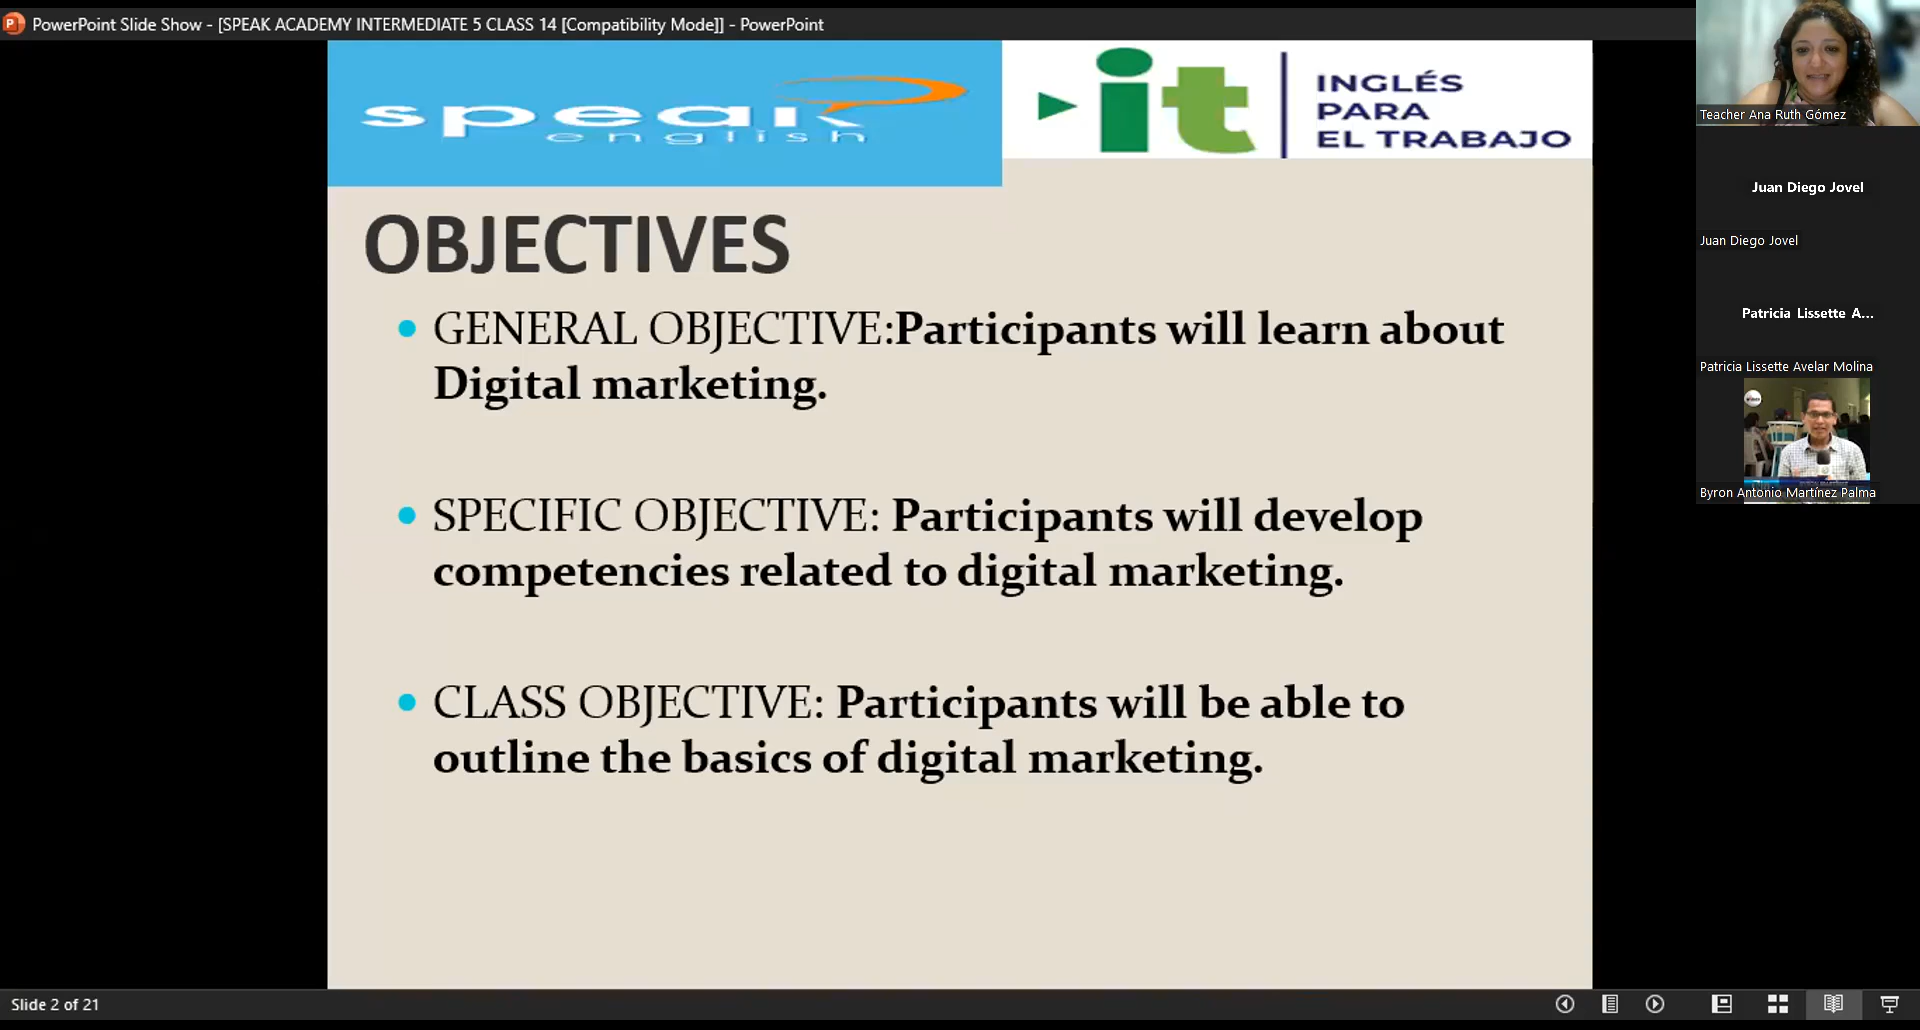 PowerPoint Slide Show - [SPEAK ACADEMY INTERMEDIATE 5 CLASS 14 [Compatibility Mode]] - PowerPoint
speak
english
it
INGLÉS
PARA
EL TRABAJO
OBJECTIVES
GENERAL OBJECTIVE:Participants will learn about
Digital marketing.
SPECIFIC OBJECTIVE: Participants will develop
competencies related to digital marketing.
CLASS OBJECTIVE: Participants will be able to
outline the basics of digital marketing.
Teacher Ana Ruth Gómez
Juan Diego Jovel
Juan Diego Jovel
Patricia Lissette A...
Patricia Lissette Avelar Molina
Byron Antonio Martínez Palma
Slide 2 of 21